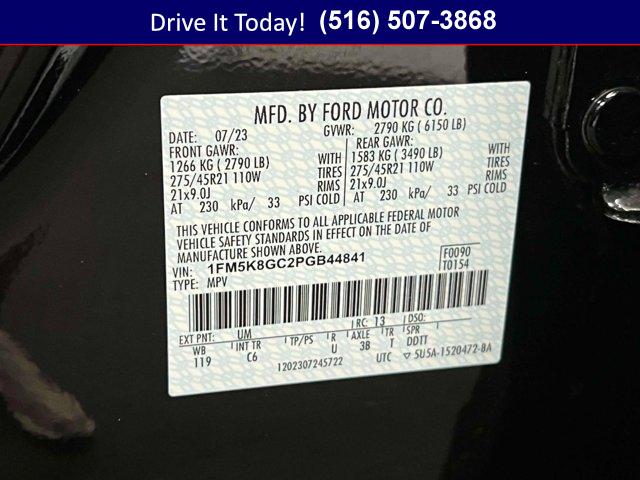 Drive It Today! (516) 507-3868
MFD. BY FORD MOTOR CO.
DATE: 07/23 GVWR: 2790 KG ( 6150 LB)
FRONT GAWR: REAR GAWR:
1266 KG ( 2790 LB) WITH 1583 KG ( 3490 LB) WITH
275/45R21 110W TIRES 275/45R21 110W TIRES
21x9.0J RIMS 21x9.0J RIMS
AT 230 kPa/ 33 PSI COLD AT 230 kPa/ 33 PSI COLD
THIS VEHICLE CONFORMS TO ALL APPLICABLE FEDERAL MOTOR
VEHICLE SAFETY STANDARDS IN EFFECT ON THE DATE OF
MANUFACTURE SHOWN ABOVE.
VIN: 1FM5K8GC2PGB44841 F0090
TYPE: MPV T0154
EXT PNT: UM RC: 13 DSO:
WB INT TR TP/PS R AXLE TR SPR
119 C6 U 3B T DDTT
1202307245722 UTC 5U5A-1520472-BA